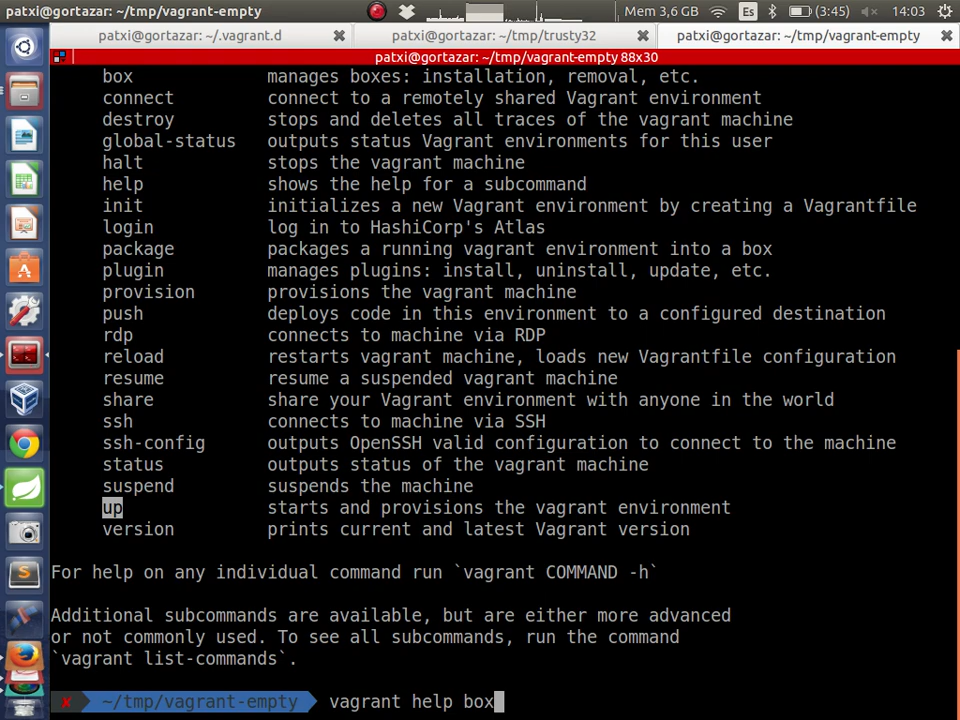 patxi@gortazar: ~/tmp/vagrant-empty Mem 3,6 GB Es (3:45) 14:03
patxi@gortazar: ~/.vagrant.d patxi@gortazar: ~/tmp/trusty32 patxi@gortazar: ~/tmp/vagrant-empty
patxi@gortazar: ~/tmp/vagrant-empty 88x30
box manages boxes: installation, removal, etc.
connect connect to a remotely shared Vagrant environment
destroy stops and deletes all traces of the vagrant machine
global-status outputs status Vagrant environments for this user
halt stops the vagrant machine
help shows the help for a subcommand
init initializes a new Vagrant environment by creating a Vagrantfile
login log in to HashiCorp's Atlas
package packages a running vagrant environment into a box
plugin manages plugins: install, uninstall, update, etc.
provision provisions the vagrant machine
push deploys code in this environment to a configured destination
rdp connects to machine via RDP
reload restarts vagrant machine, loads new Vagrantfile configuration
resume resume a suspended vagrant machine
share share your Vagrant environment with anyone in the world
ssh connects to machine via SSH
ssh-config outputs OpenSSH valid configuration to connect to the machine
status outputs status of the vagrant machine
suspend suspends the machine
up starts and provisions the vagrant environment
version prints current and latest Vagrant version
For help on any individual command run `vagrant COMMAND -h`
Additional subcommands are available, but are either more advanced
or not commonly used. To see all subcommands, run the command
`vagrant list-commands`.
✘ ~/tmp/vagrant-empty vagrant help box